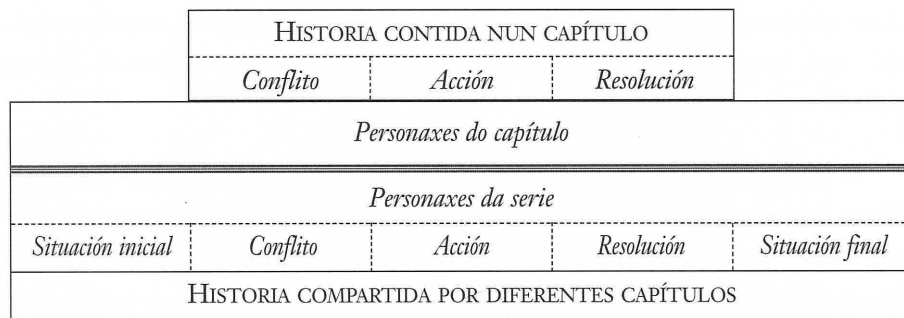 HISTORIA CONTIDA NUN CAPÍTULO
Conflito Acción Resolución
Personaxes do capítulo
Personaxes da serie
Situación inicial Conflito Acción Resolución Situación final
HISTORIA COMPARTIDA POR DIFERENTES CAPÍTULOS